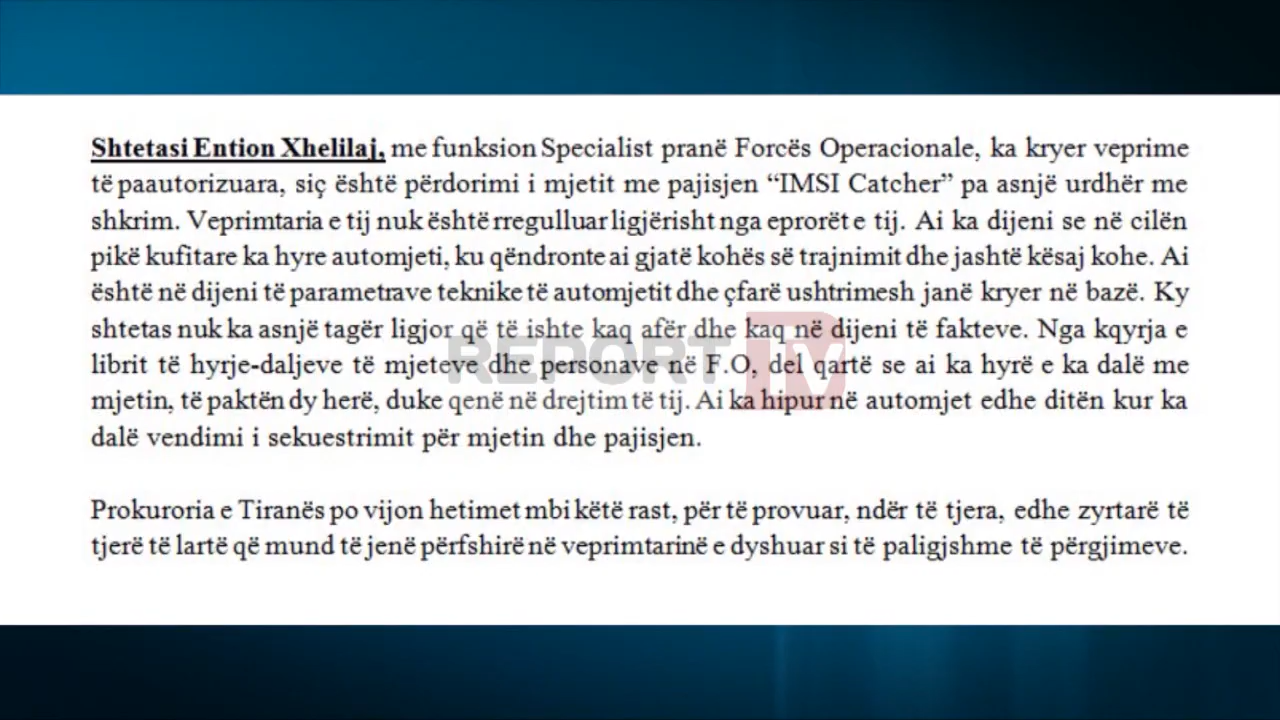 Shtetasi Ention Xhelilaj, me funksion Specialist pranë Forcës Operacionale, ka kryer veprime
të paautorizuara, siç është përdorimi i mjetit me pajisjen “IMSI Catcher” pa asnjë urdhër me
shkrim. Veprimtaria e tij nuk është rregulluar ligjërisht nga eprorët e tij. Ai ka dijeni se në cilën
pikë kufitare ka hyre automjeti, ku qëndronte ai gjatë kohës së trajnimit dhe jashtë kësaj kohe. Ai
është në dijeni të parametrave teknike të automjetit dhe çfarë ushtrimesh janë kryer në bazë. Ky
shtetas nuk ka asnjë tagër ligjor që të ishte kaq afër dhe kaq në dijeni të fakteve. Nga kqyrja e
librit të hyrje-daljeve të mjeteve dhe personave në F.O, del qartë se ai ka hyrë e ka dalë me
mjetin, të paktën dy herë, duke qenë në drejtim të tij. Ai ka hipur në automjet edhe ditën kur ka
dalë vendimi i sekuestrimit për mjetin dhe pajisjen.
Prokuroria e Tiranës po vijon hetimet mbi këtë rast, për të provuar, ndër të tjera, edhe zyrtarë të
tjerë të lartë që mund të jenë përfshirë në veprimtarinë e dyshuar si të paligjshme të përgjimeve.
REPORT TV